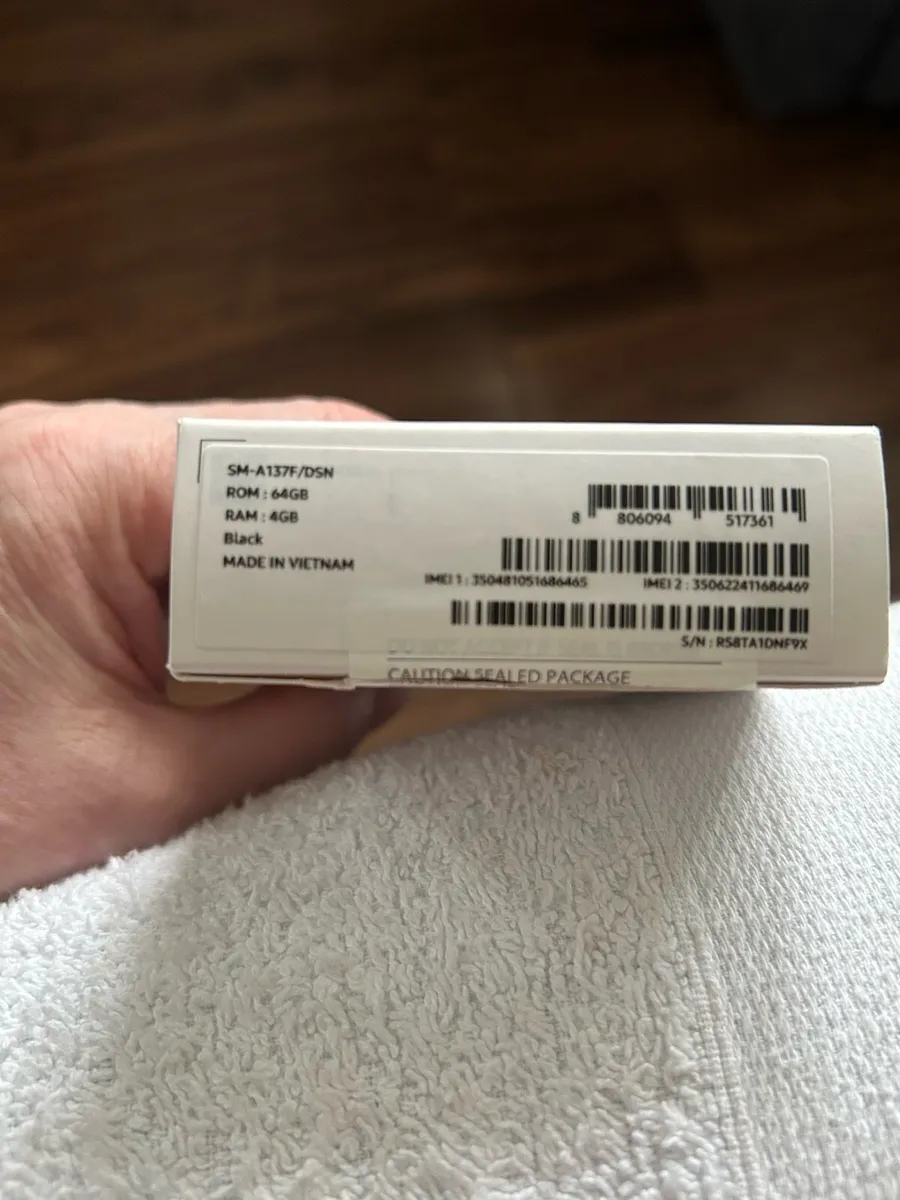 SM-A137F/DSN
ROM : 64GB
RAM : 4GB
Black
MADE IN VIETNAM
8 806094 517361
IMEI 1 : 350481051686465 IMEI 2 : 350622411686469
S/N : RS8TA1DNF9X
CAUTION SEALED PACKAGE